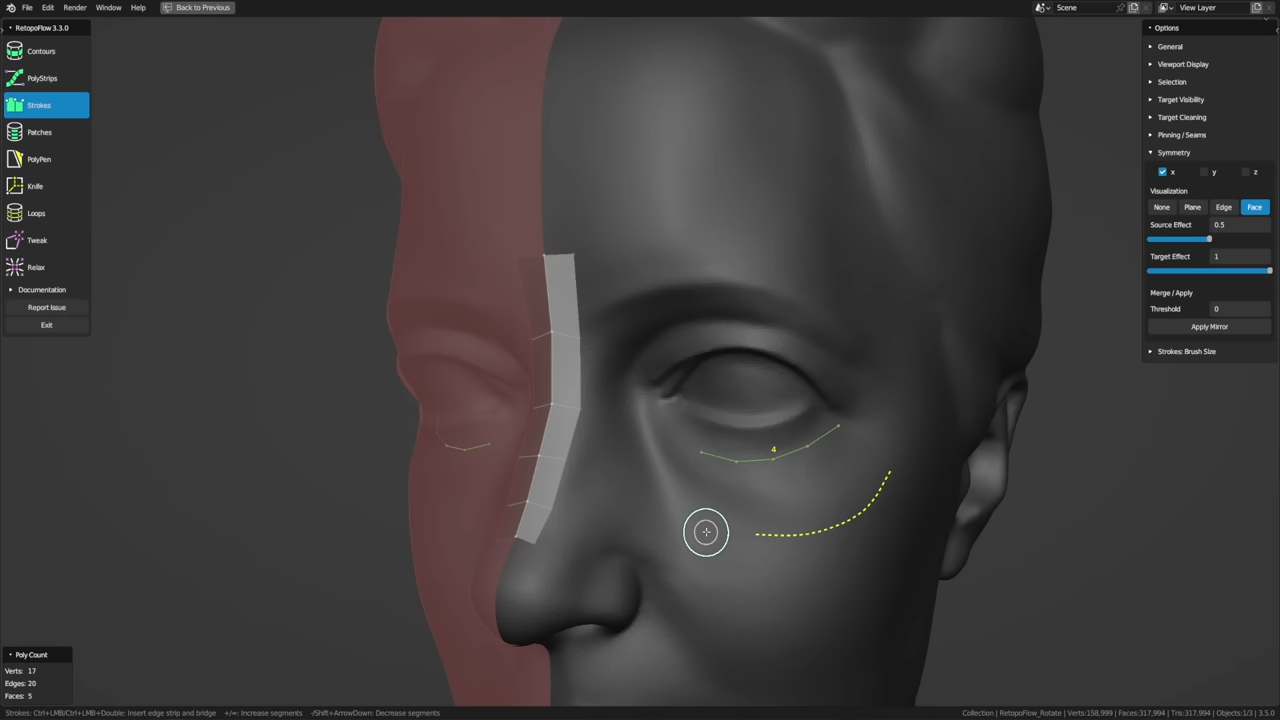 File Edit Render Window Help Back to Previous
Scene
View Layer
RetopoFlow 3.3.0
Contours
PolyStrips
Strokes
Patches
PolyPen
Knife
Loops
Tweak
Relax
Documentation
Report Issue
Exit
4
Options
General
Viewport Display
Selection
Target Visibility
Target Cleaning
Pinning / Seams
Symmetry
x y z
Visualization
None Plane Edge Face
Source Effect 0.5
Target Effect 1
Merge / Apply
Threshold 0
Apply Mirror
Strokes: Brush Size
Poly Count
Verts: 17
Edges: 20
Faces: 5
Strokes: Ctrl+LMB/Ctrl+LMB+Double: Insert edge strip and bridge +/=: Increase segments -/Shift+ArrowDown: Decrease segments
Collection | RetopoFlow_Rotate | Verts:158,999 | Faces:317,994 | Tris:317,994 | Objects:1/3 | 3.5.0